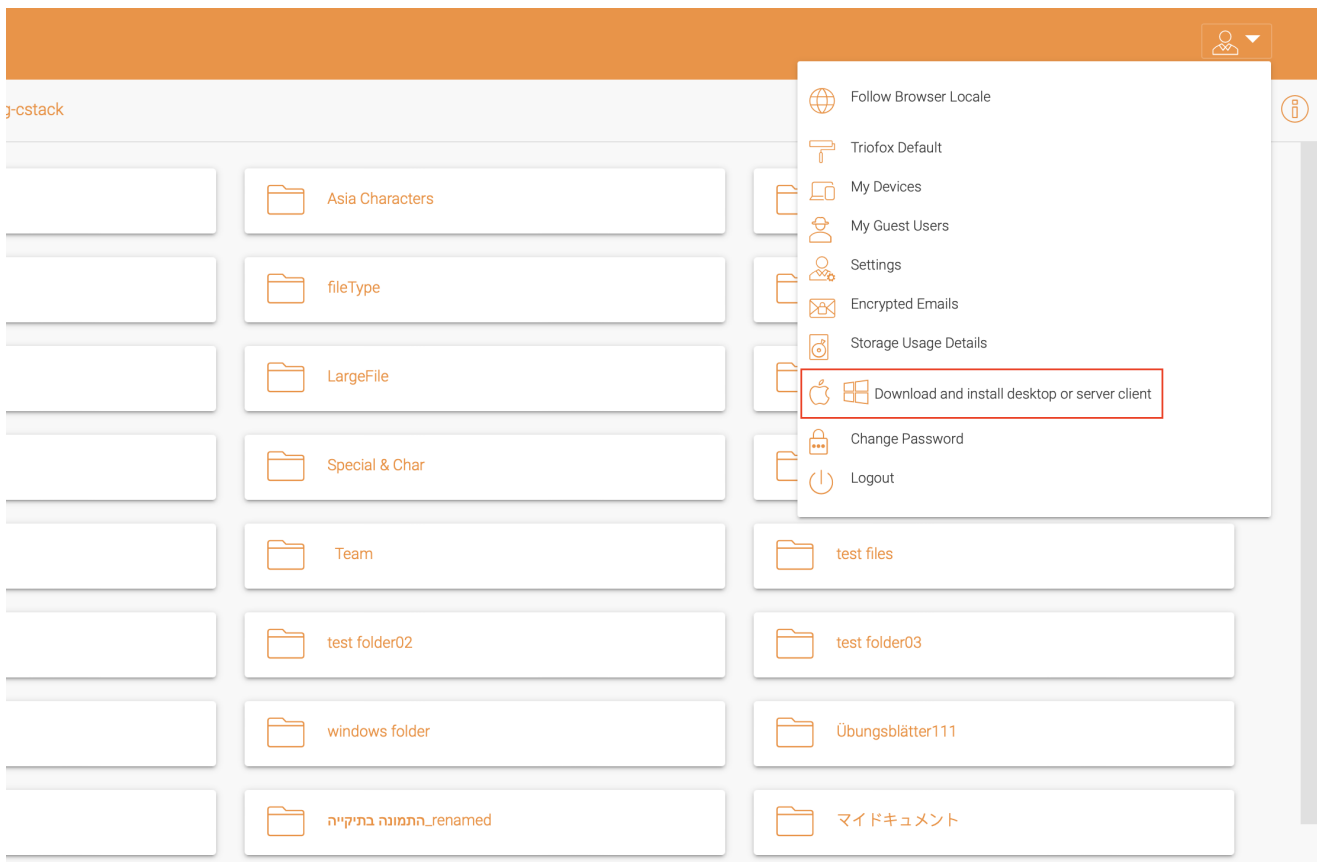 g-cstack
Follow Browser Locale
Triofox Default
My Devices
My Guest Users
Settings
Encrypted Emails
Storage Usage Details
Download and install desktop or server client
Change Password
Logout
Asia Characters
fileType
LargeFile
Special & Char
Team
test files
test folder02
test folder03
windows folder
Übungsblätter111
התמונה בתיקייה_renamed
マイドキュメント